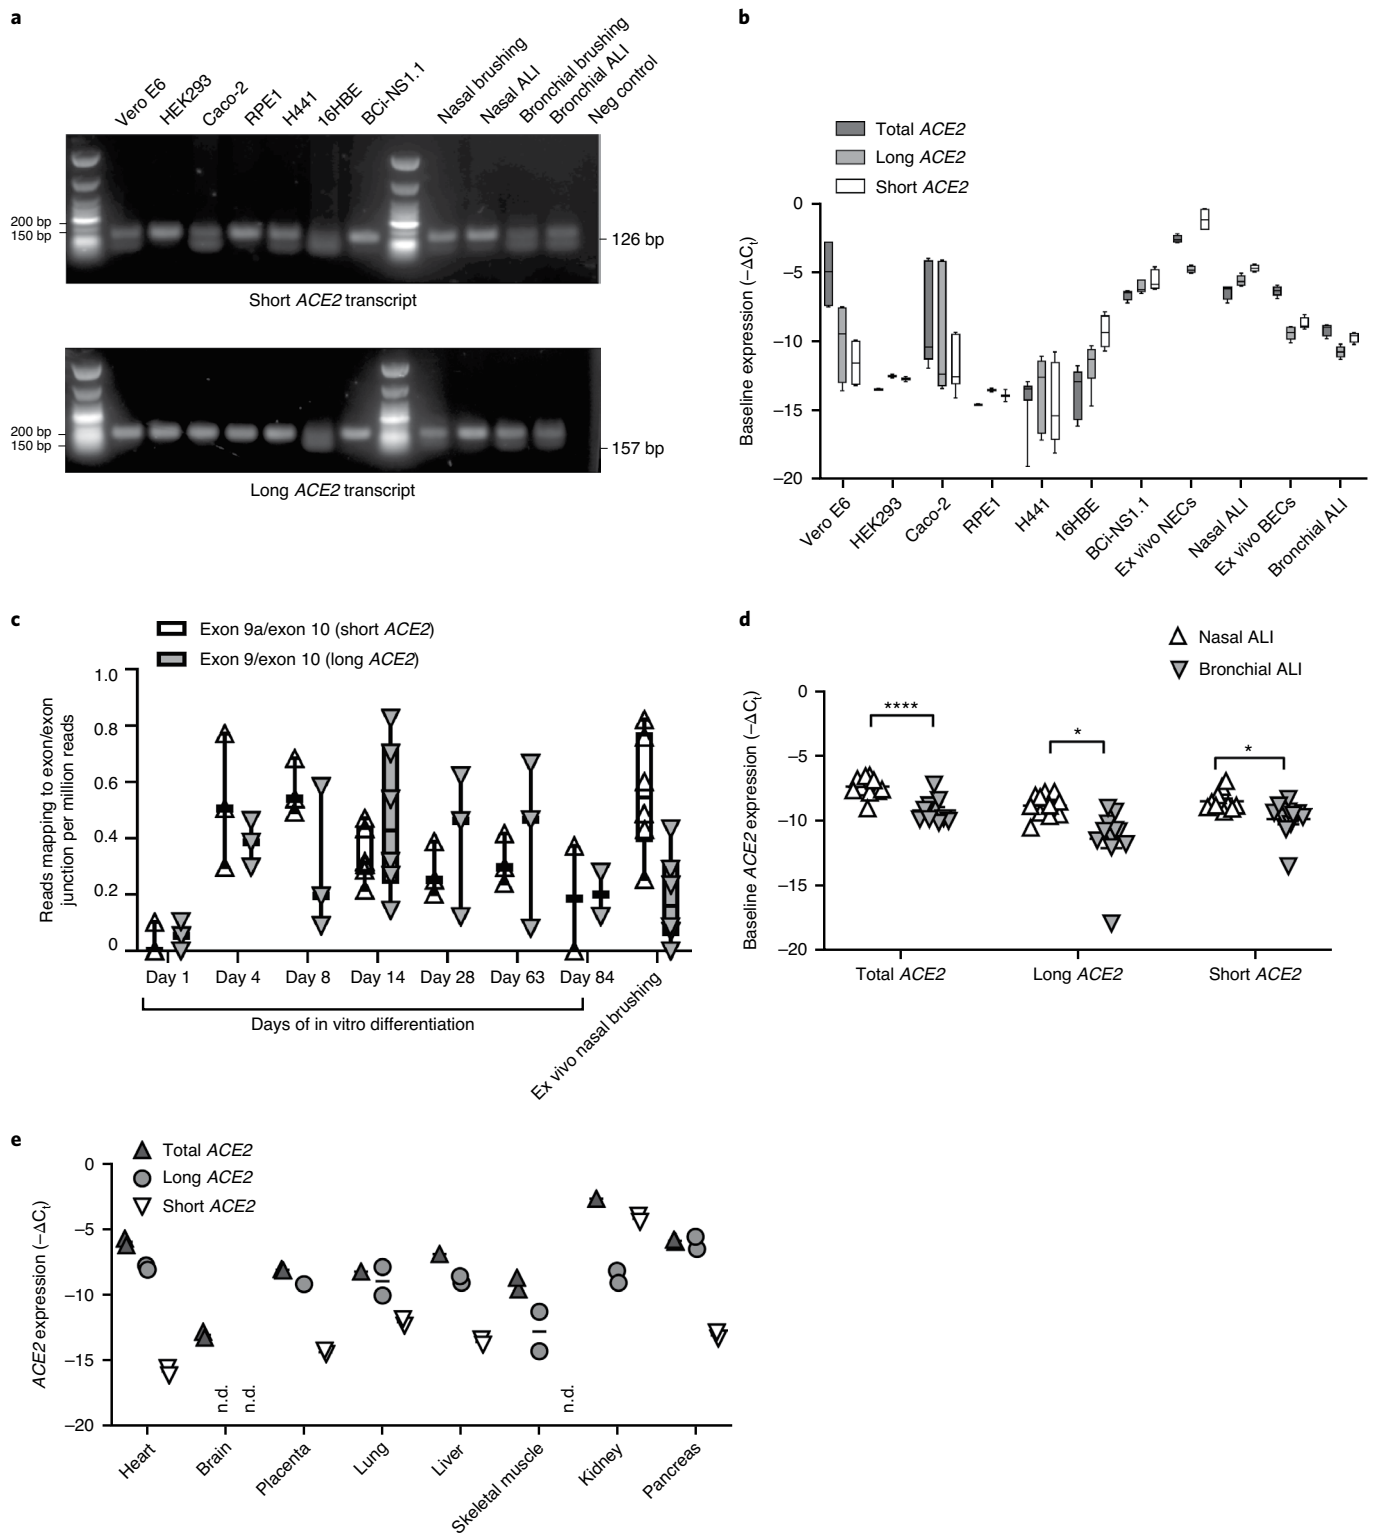 a
Vero E6
HEK293
Caco-2
RPE1
H441
16HBE
BCi-NS1.1
Nasal brushing
Nasal ALI
Bronchial brushing
Bronchial ALI
Neg control
200 bp
150 bp
126 bp
Short ACE2 transcript
200 bp
150 bp
157 bp
Long ACE2 transcript
b
Total ACE2
Long ACE2
Short ACE2
Baseline expression (−ΔCt)
0
−5
−10
−15
−20
Vero E6
HEK293
Caco-2
RPE1
H441
16HBE
BCi-NS1.1
Ex vivo NECs
Nasal ALI
Ex vivo BECs
Bronchial ALI
c
Exon 9a/exon 10 (short ACE2)
Exon 9/exon 10 (long ACE2)
Reads mapping to exon/exon
junction per million reads
1.0
0.8
0.6
0.4
0.2
0
Day 1
Day 4
Day 8
Day 14
Day 28
Day 63
Day 84
Ex vivo nasal brushing
Days of in vitro differentiation
d
Nasal ALI
Bronchial ALI
Baseline ACE2 expression (−ΔCt)
0
−5
−10
−15
−20
****
*
*
Total ACE2
Long ACE2
Short ACE2
e
Total ACE2
Long ACE2
Short ACE2
ACE2 expression (−ΔCt)
0
−5
−10
−15
−20
n.d.
n.d.
n.d.
Heart
Brain
Placenta
Lung
Liver
Skeletal muscle
Kidney
Pancreas